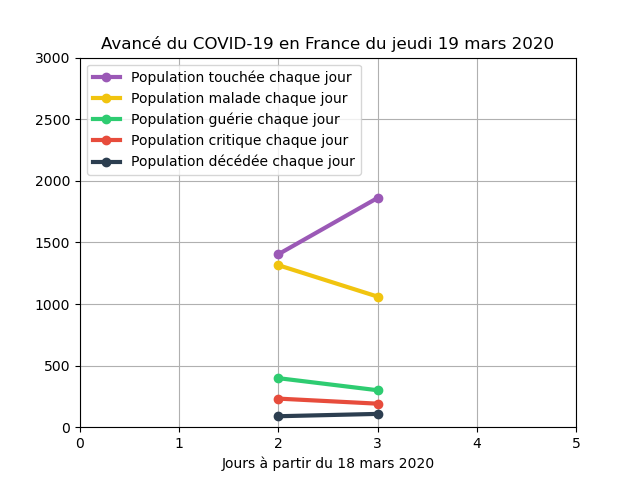 Avancé du COVID-19 en France du jeudi 19 mars 2020
3000
2500
2000
1500
1000
500
0
Population touchée chaque jour
Population malade chaque jour
Population guérie chaque jour
Population critique chaque jour
Population décédée chaque jour
0 1 2 3 4 5
Jours à partir du 18 mars 2020